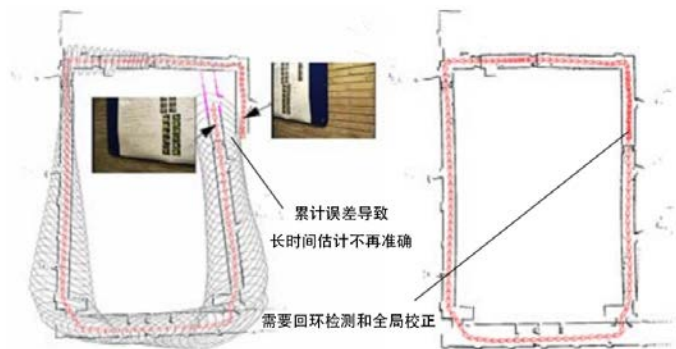 累计误差导致
长时间估计不再准确
需要回环检测和全局校正